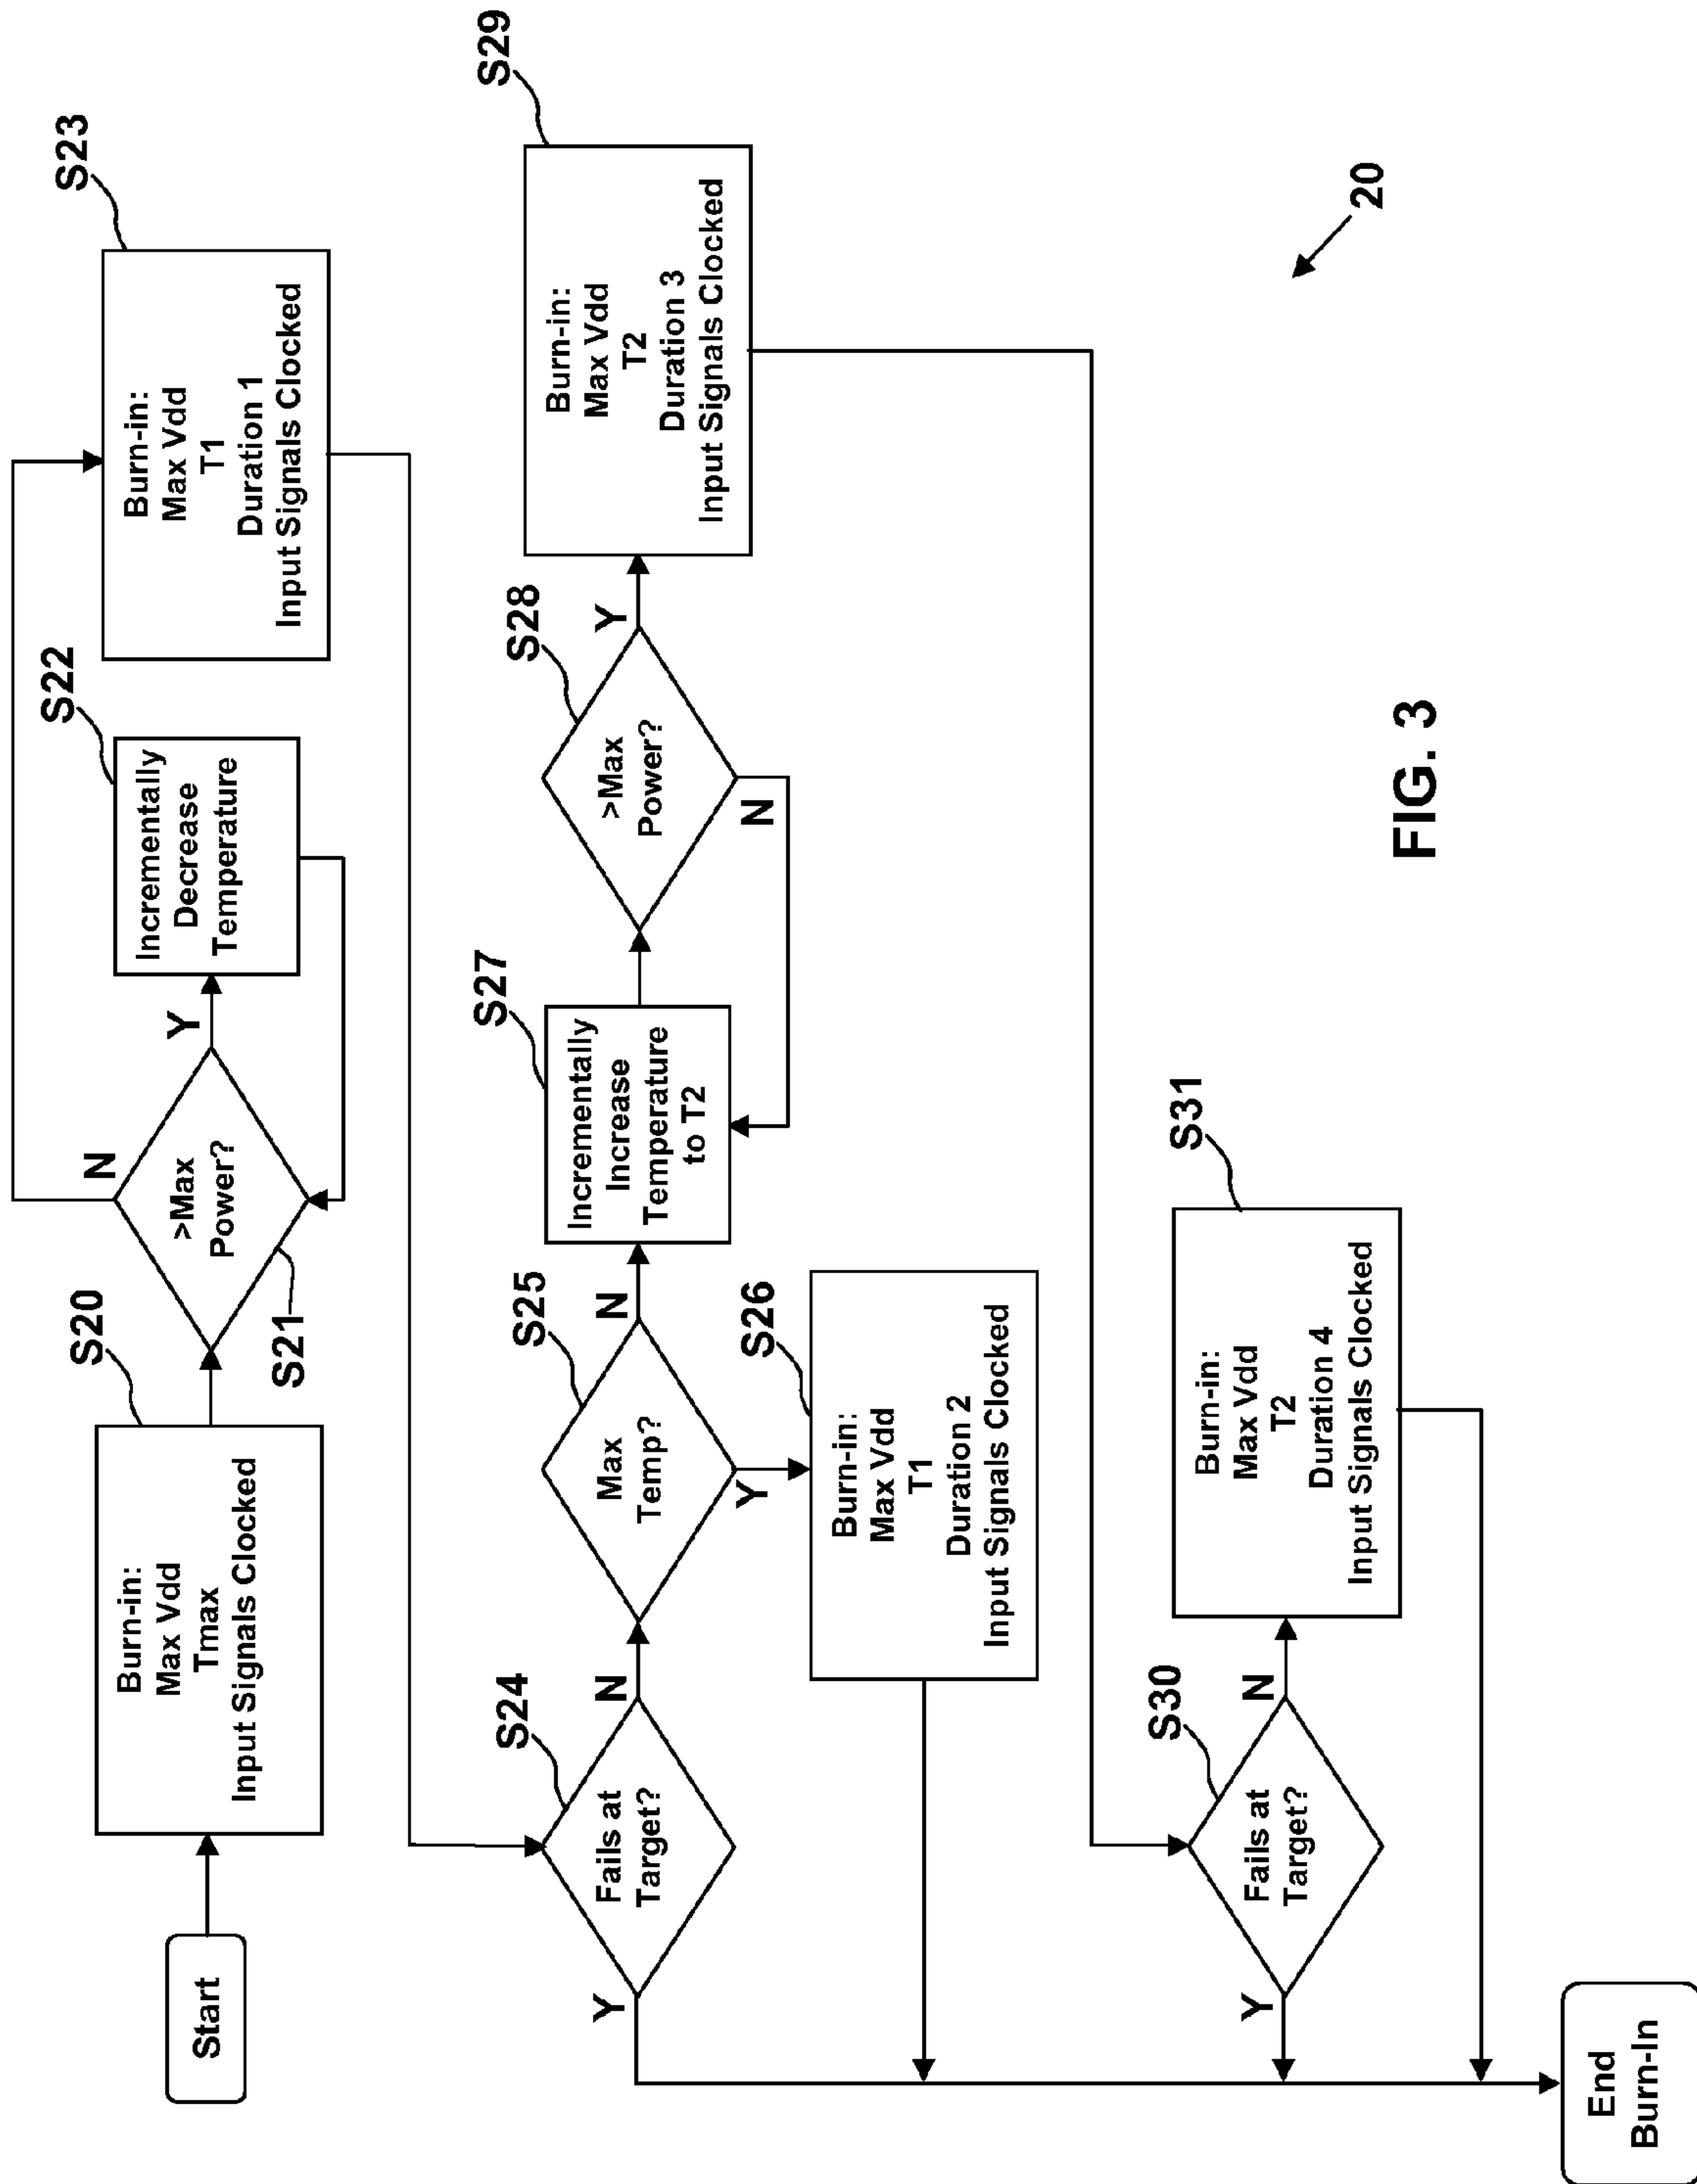 Start
S20
Burn-in:
Max Vdd
Tmax
Input Signals Clocked
S21
>Max
Power?
N
Y
S22
Incrementally
Decrease
Temperature
S23
Burn-in:
Max Vdd
T1
Duration 1
Input Signals Clocked
S24
Fails at
Target?
Y
N
S25
Max
Temp?
N
Y
S26
Burn-in:
Max Vdd
T1
Duration 2
Input Signals Clocked
S27
Incrementally
Increase
Temperature
to T2
S28
>Max
Power?
Y
N
S29
Burn-in:
Max Vdd
T2
Duration 3
Input Signals Clocked
S30
Fails at
Target?
Y
N
S31
Burn-in:
Max Vdd
T2
Duration 4
Input Signals Clocked
End
Burn-In
20
FIG. 3